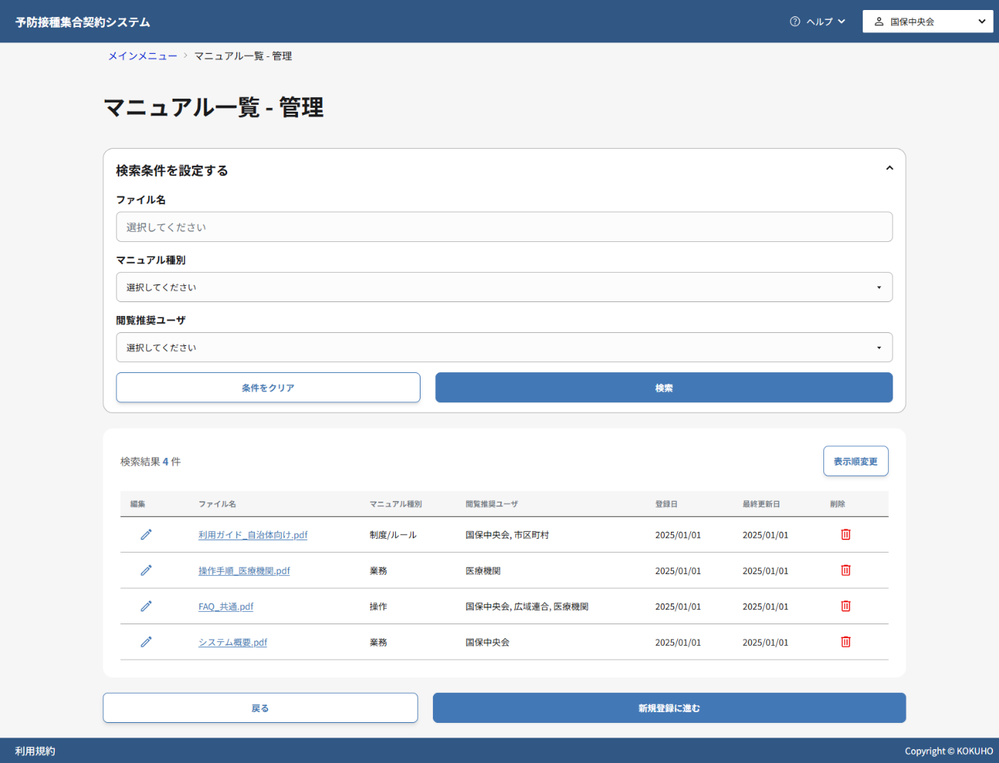 予防接種集合契約システム
ヘルプ
国保中央会
メインメニュー > マニュアル一覧 - 管理
マニュアル一覧 - 管理
検索条件を設定する
ファイル名
選択してください
マニュアル種別
選択してください
閲覧推奨ユーザ
選択してください
条件をクリア
検索
検索結果 4 件
表示順変更
編集 ファイル名 マニュアル種別 閲覧推奨ユーザ 登録日 最終更新日 削除
利用ガイド_自治体向け.pdf 制度/ルール 国保中央会, 市区町村 2025/01/01 2025/01/01
操作手順_医療機関.pdf 業務 医療機関 2025/01/01 2025/01/01
FAQ_共通.pdf 操作 国保中央会, 広域連合, 医療機関 2025/01/01 2025/01/01
システム概要.pdf 業務 国保中央会 2025/01/01 2025/01/01
戻る
新規登録に進む
利用規約
Copyright © KOKUHO